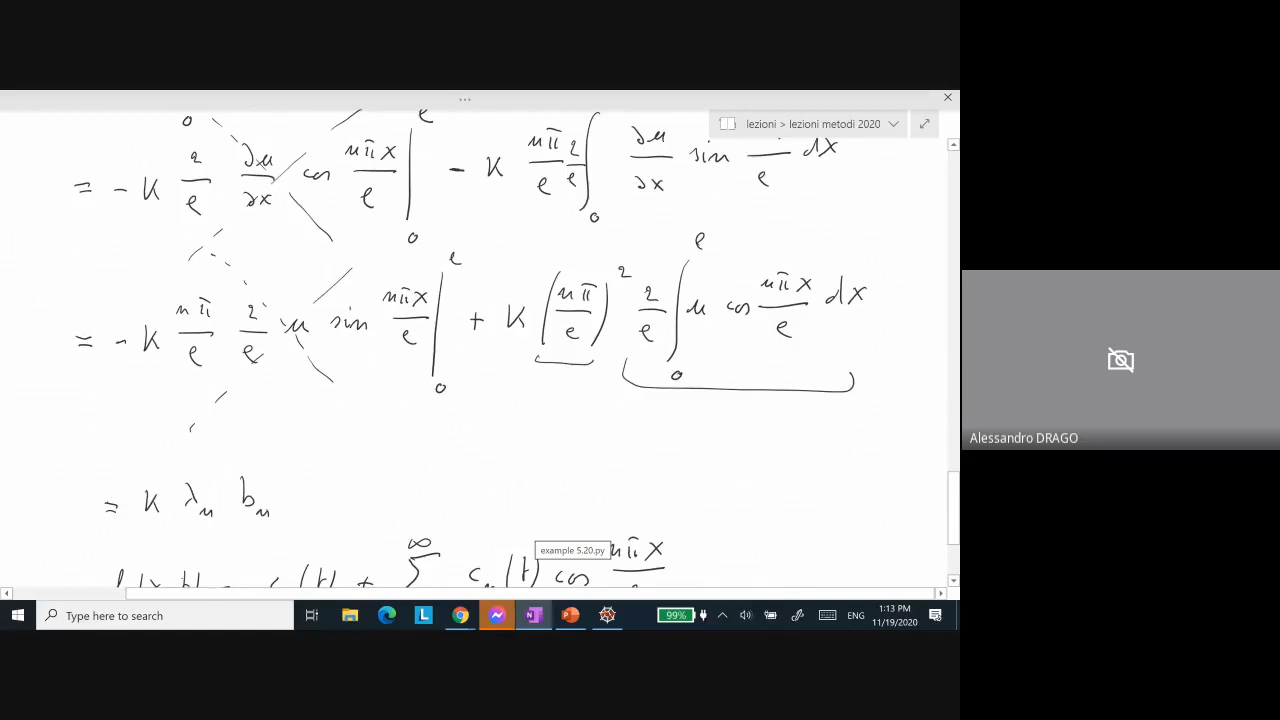 ...
lezioni > lezioni metodi 2020
= - K 2/ℓ ∂u/∂x cos nπx/ℓ |₀^ℓ - K nπ/ℓ 2/ℓ ∫₀ ∂u/∂x sin /ℓ dx
= - K nπ/ℓ 2/ℓ u sin nπx/ℓ |₀^ℓ + K (nπ/ℓ)² 2/ℓ ∫₀^ℓ u cos nπx/ℓ dx
Alessandro DRAGO
= K λₙ bₙ
example 5.20.py
∞ cₙ(t) cos nπx
Type here to search
99%
ENG
1:13 PM
11/19/2020